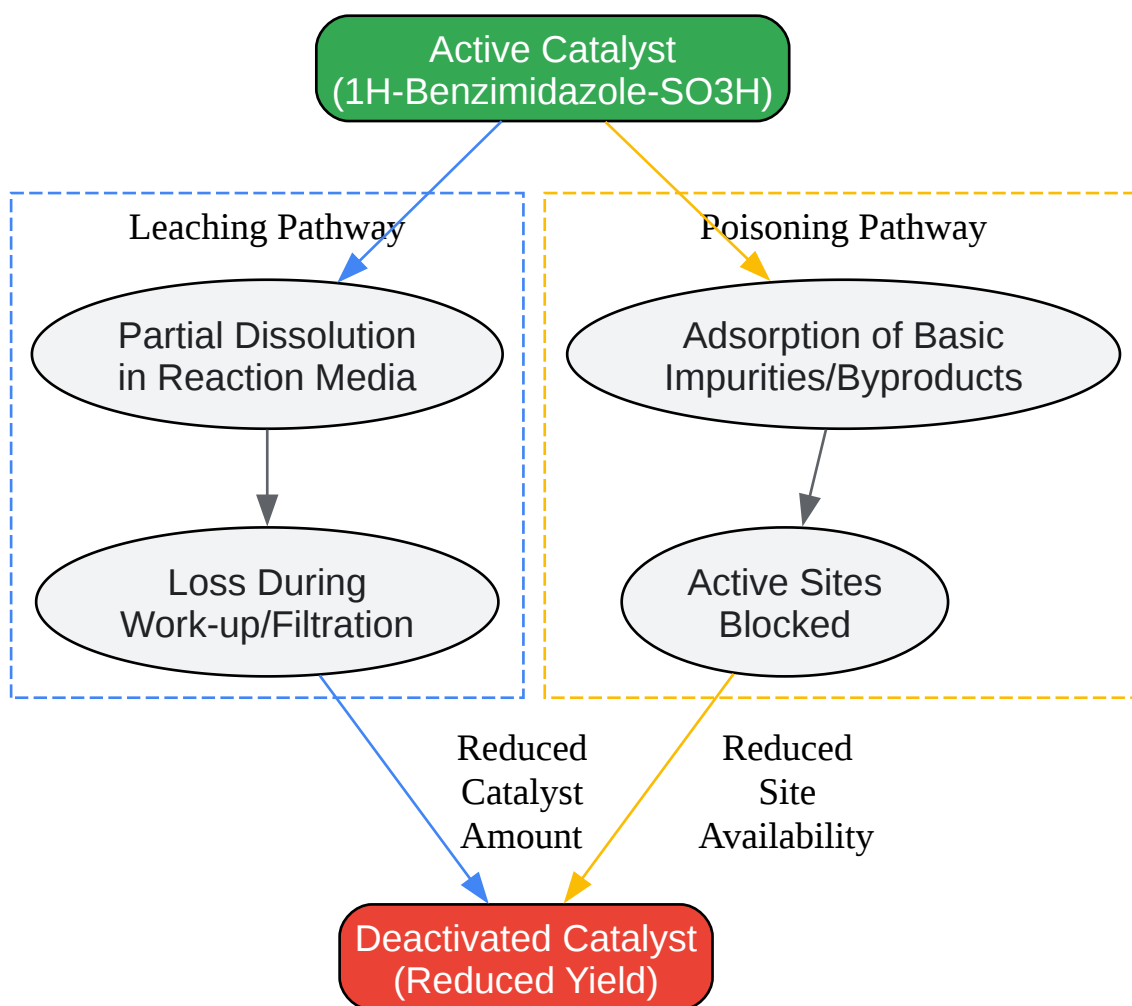 Active Catalyst
(1H-Benzimidazole-SO3H)
Leaching Pathway
Partial Dissolution
in Reaction Media
Loss During
Work-up/Filtration
Poisoning Pathway
Adsorption of Basic
Impurities/Byproducts
Active Sites
Blocked
Reduced
Catalyst
Amount
Reduced
Site
Availability
Deactivated Catalyst
(Reduced Yield)